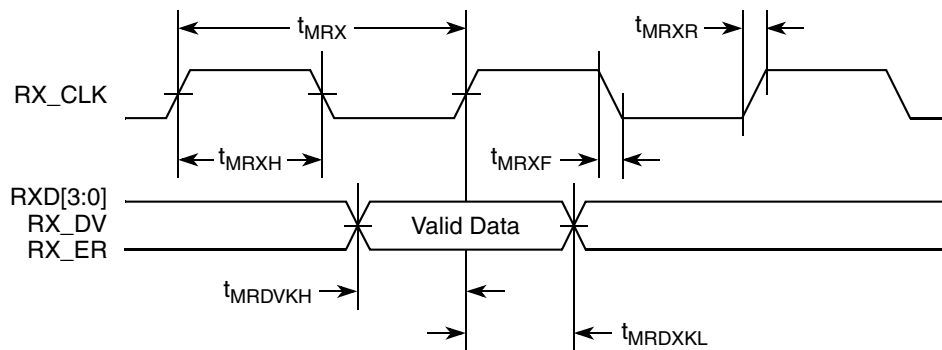 tMRX
tMRXR
RX_CLK
tMRXH
tMRXF
RXD[3:0]
RX_DV
RX_ER
Valid Data
tMRDVKH
tMRDXKL